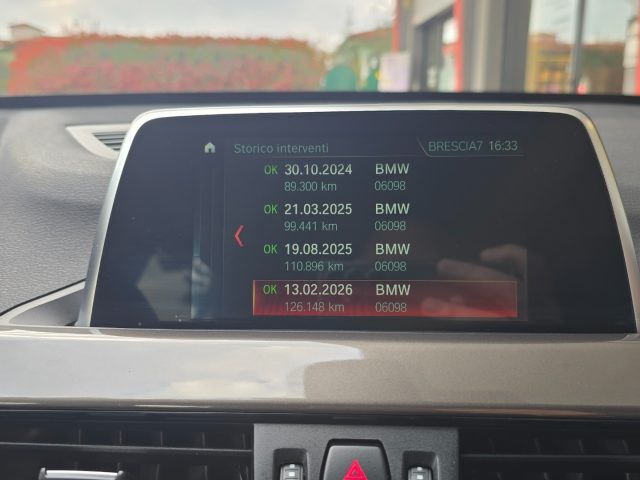 Storico interventi BRESCIA7 16:33
OK 30.10.2024 BMW
89.300 km 06098
OK 21.03.2025 BMW
99.441 km 06098
OK 19.08.2025 BMW
110.896 km 06098
OK 13.02.2026 BMW
126.148 km 06098